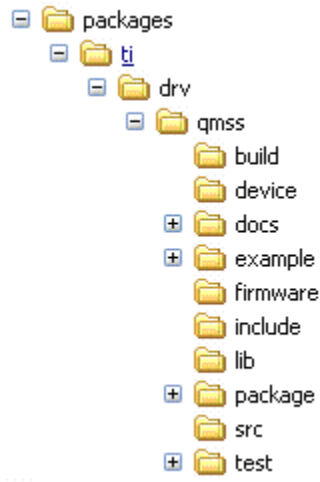 packages
ti
drv
qmss
build
device
docs
example
firmware
include
lib
package
src
test